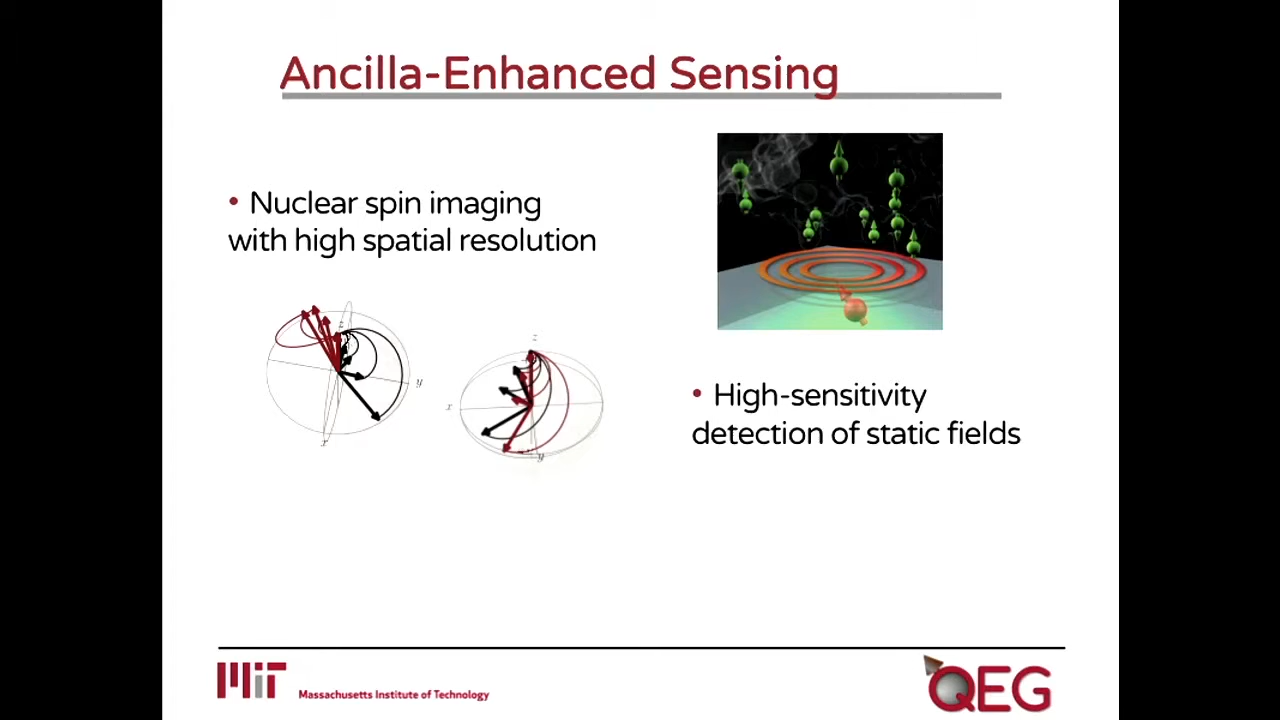 Ancilla-Enhanced Sensing
• Nuclear spin imaging
with high spatial resolution
z
y
x
z
x
y
• High-sensitivity
detection of static fields
MIT
Massachusetts Institute of Technology
QEG